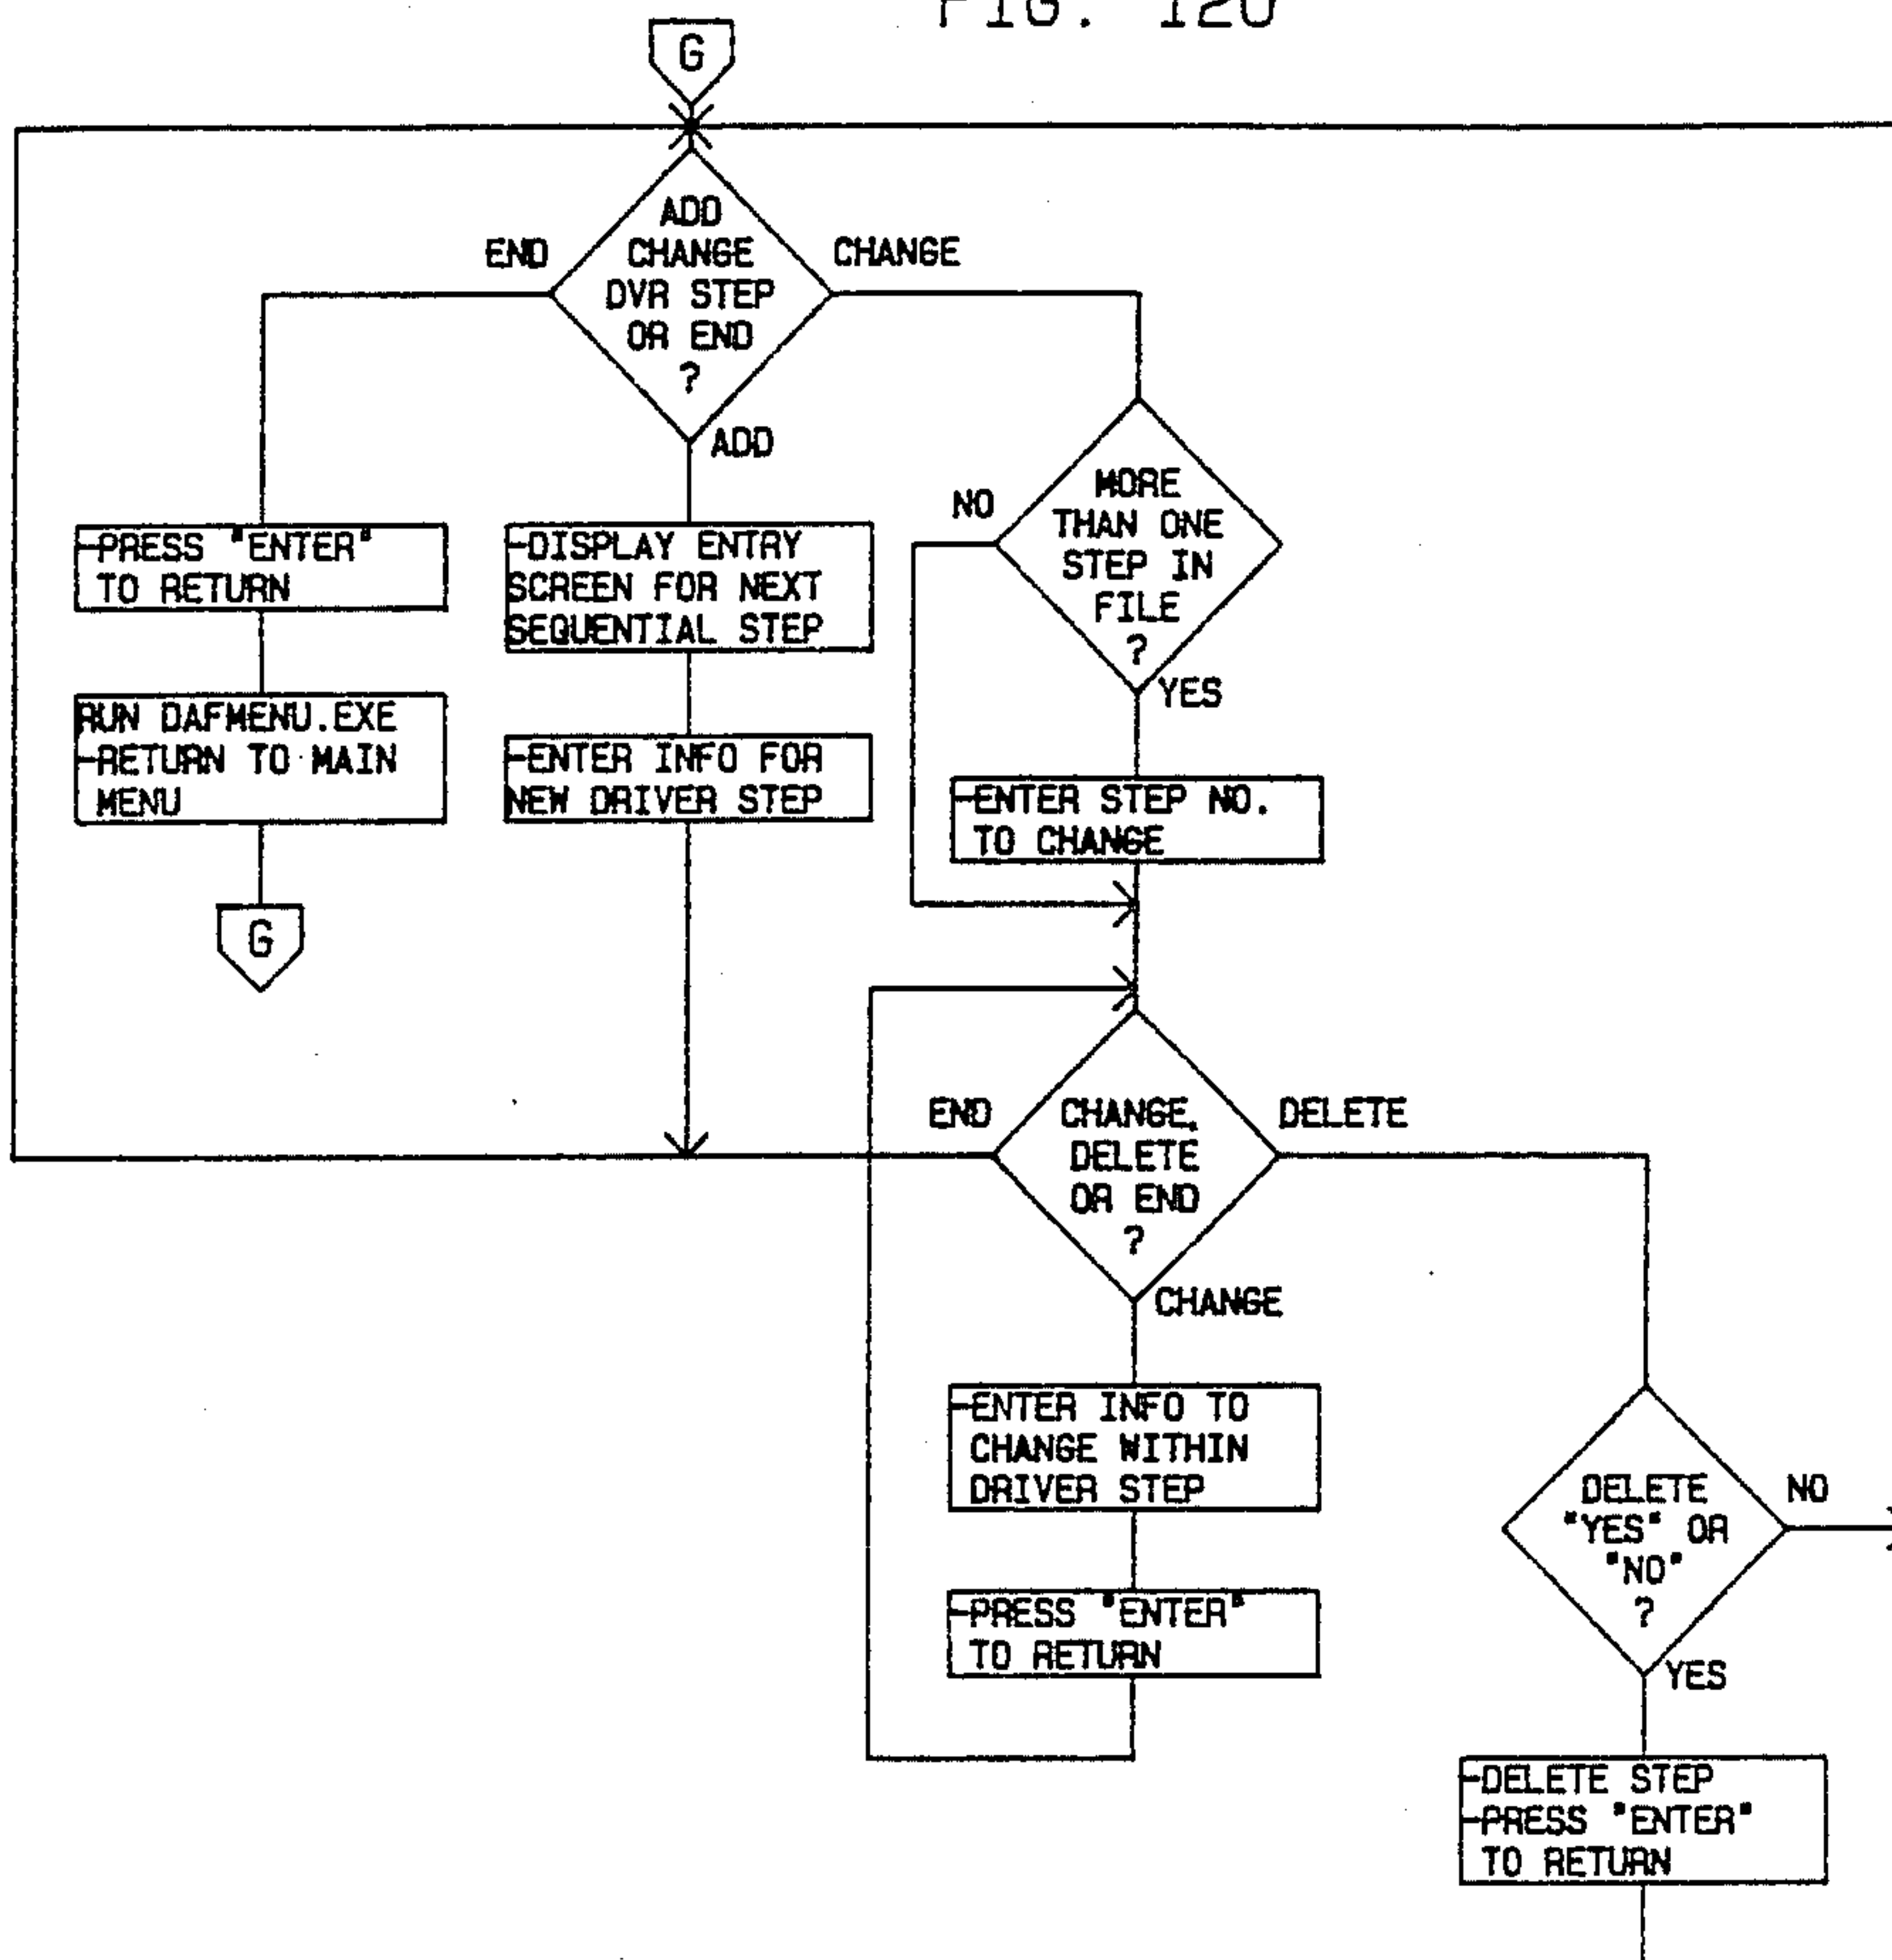 FIG. 120
G
ADD
CHANGE
DVR STEP
OR END
?
END
CHANGE
ADD
-PRESS "ENTER"
TO RETURN
RUN DAFMENU.EXE
-RETURN TO MAIN
MENU
G
-DISPLAY ENTRY
SCREEN FOR NEXT
SEQUENTIAL STEP
-ENTER INFO FOR
NEW DRIVER STEP
MORE
THAN ONE
STEP IN
FILE
?
NO
YES
-ENTER STEP NO.
TO CHANGE
CHANGE,
DELETE
OR END
?
END
DELETE
CHANGE
-ENTER INFO TO
CHANGE WITHIN
DRIVER STEP
-PRESS "ENTER"
TO RETURN
DELETE
"YES" OR
"NO"
?
NO
YES
-DELETE STEP
-PRESS "ENTER"
TO RETURN